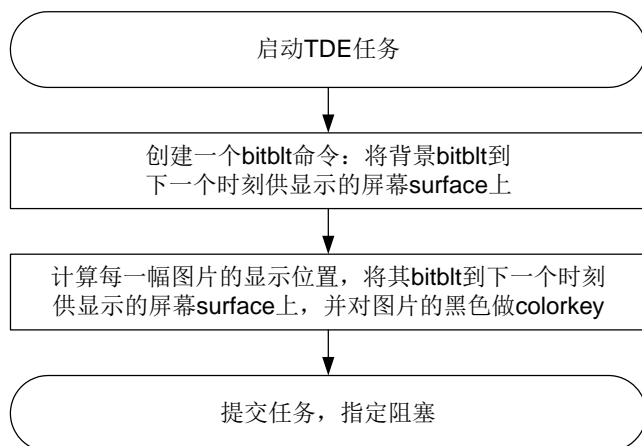 启动TDE任务
创建一个bitblt命令：将背景bitblt到
下一个时刻供显示的屏幕surface上
计算每一幅图片的显示位置，将其bitblt到下一个时刻
供显示的屏幕surface上，并对图片的黑色做colorkey
提交任务，指定阻塞